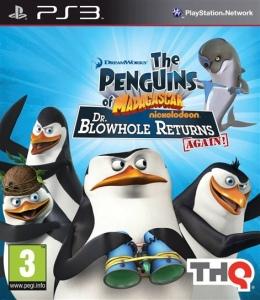 PS3
PlayStation.Network
DREAMWORKS
The
PENGUINS
of MADAGASCAR
nickelodeon
DR.
BLOWHOLE RETURNS
AGAIN!
3
www.pegi.info
THQ